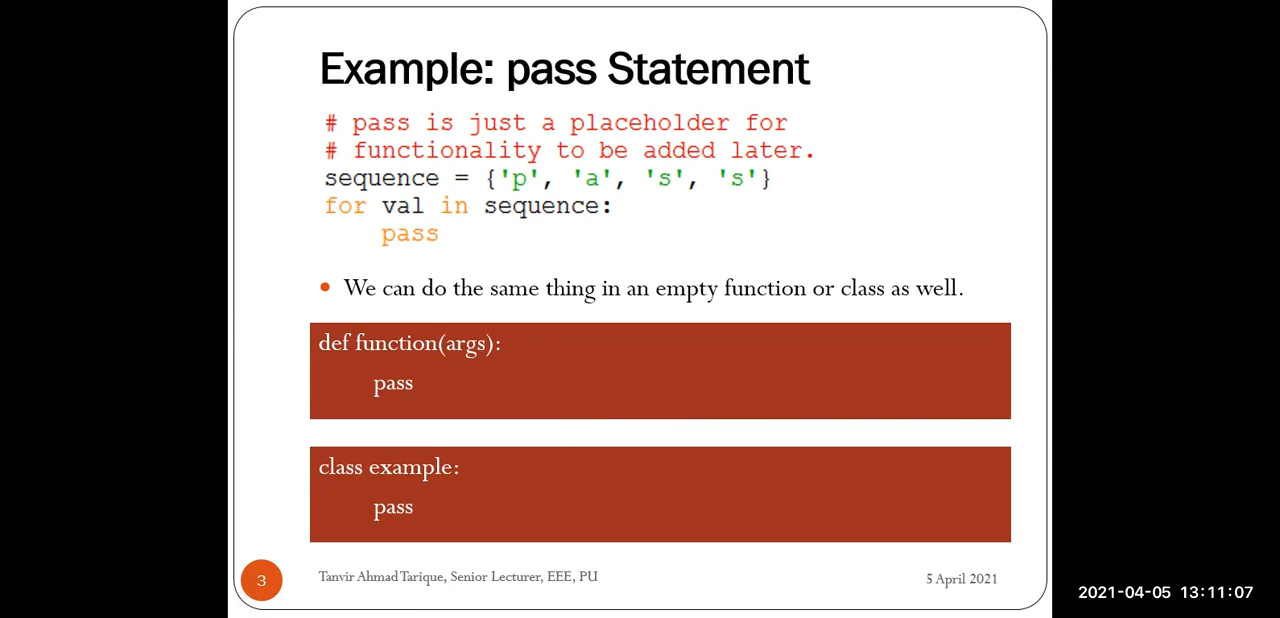 Example: pass Statement
# pass is just a placeholder for
# functionality to be added later.
sequence = {'p', 'a', 's', 's'}
for val in sequence:
    pass
• We can do the same thing in an empty function or class as well.
def function(args):
    pass
class example:
    pass
3
Tanvir Ahmad Tarique, Senior Lecturer, EEE, PU
5 April 2021
2021-04-05 13:11:07